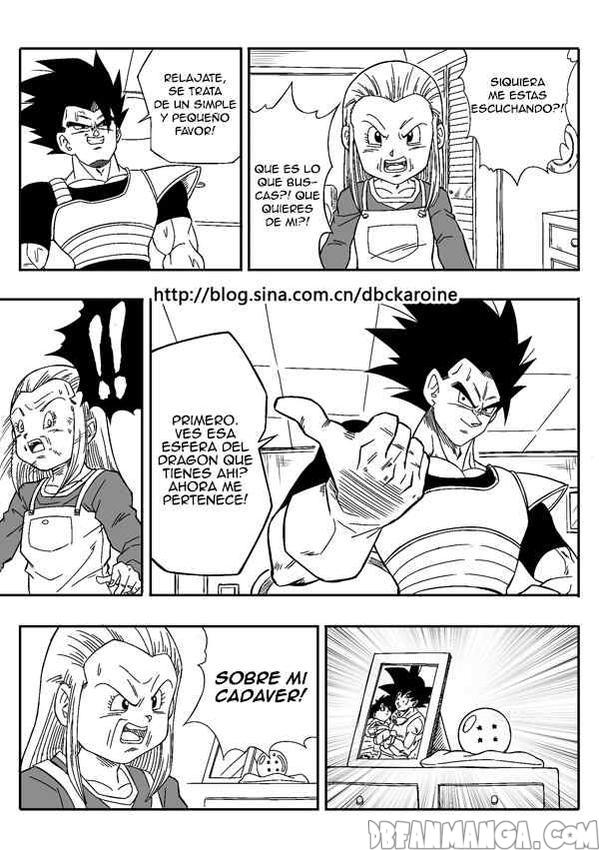 SIQUIERA
ME ESTAS
ESCUCHANDO?!
QUE ES LO
QUE BUS-
CAS?! QUE
QUIERES
DE MI?!
RELAJATE,
SE TRATA
DE UN SIMPLE
Y PEQUEÑO
FAVOR!
http://blog.sina.com.cn/dbckaroine
!!
PRIMERO.
VES ESA
ESFERA DEL
DRAGON QUE
TIENES AHI?
AHORA ME
PERTENECE!
SOBRE MI
CADAVER!
DBFANMANGA.COM